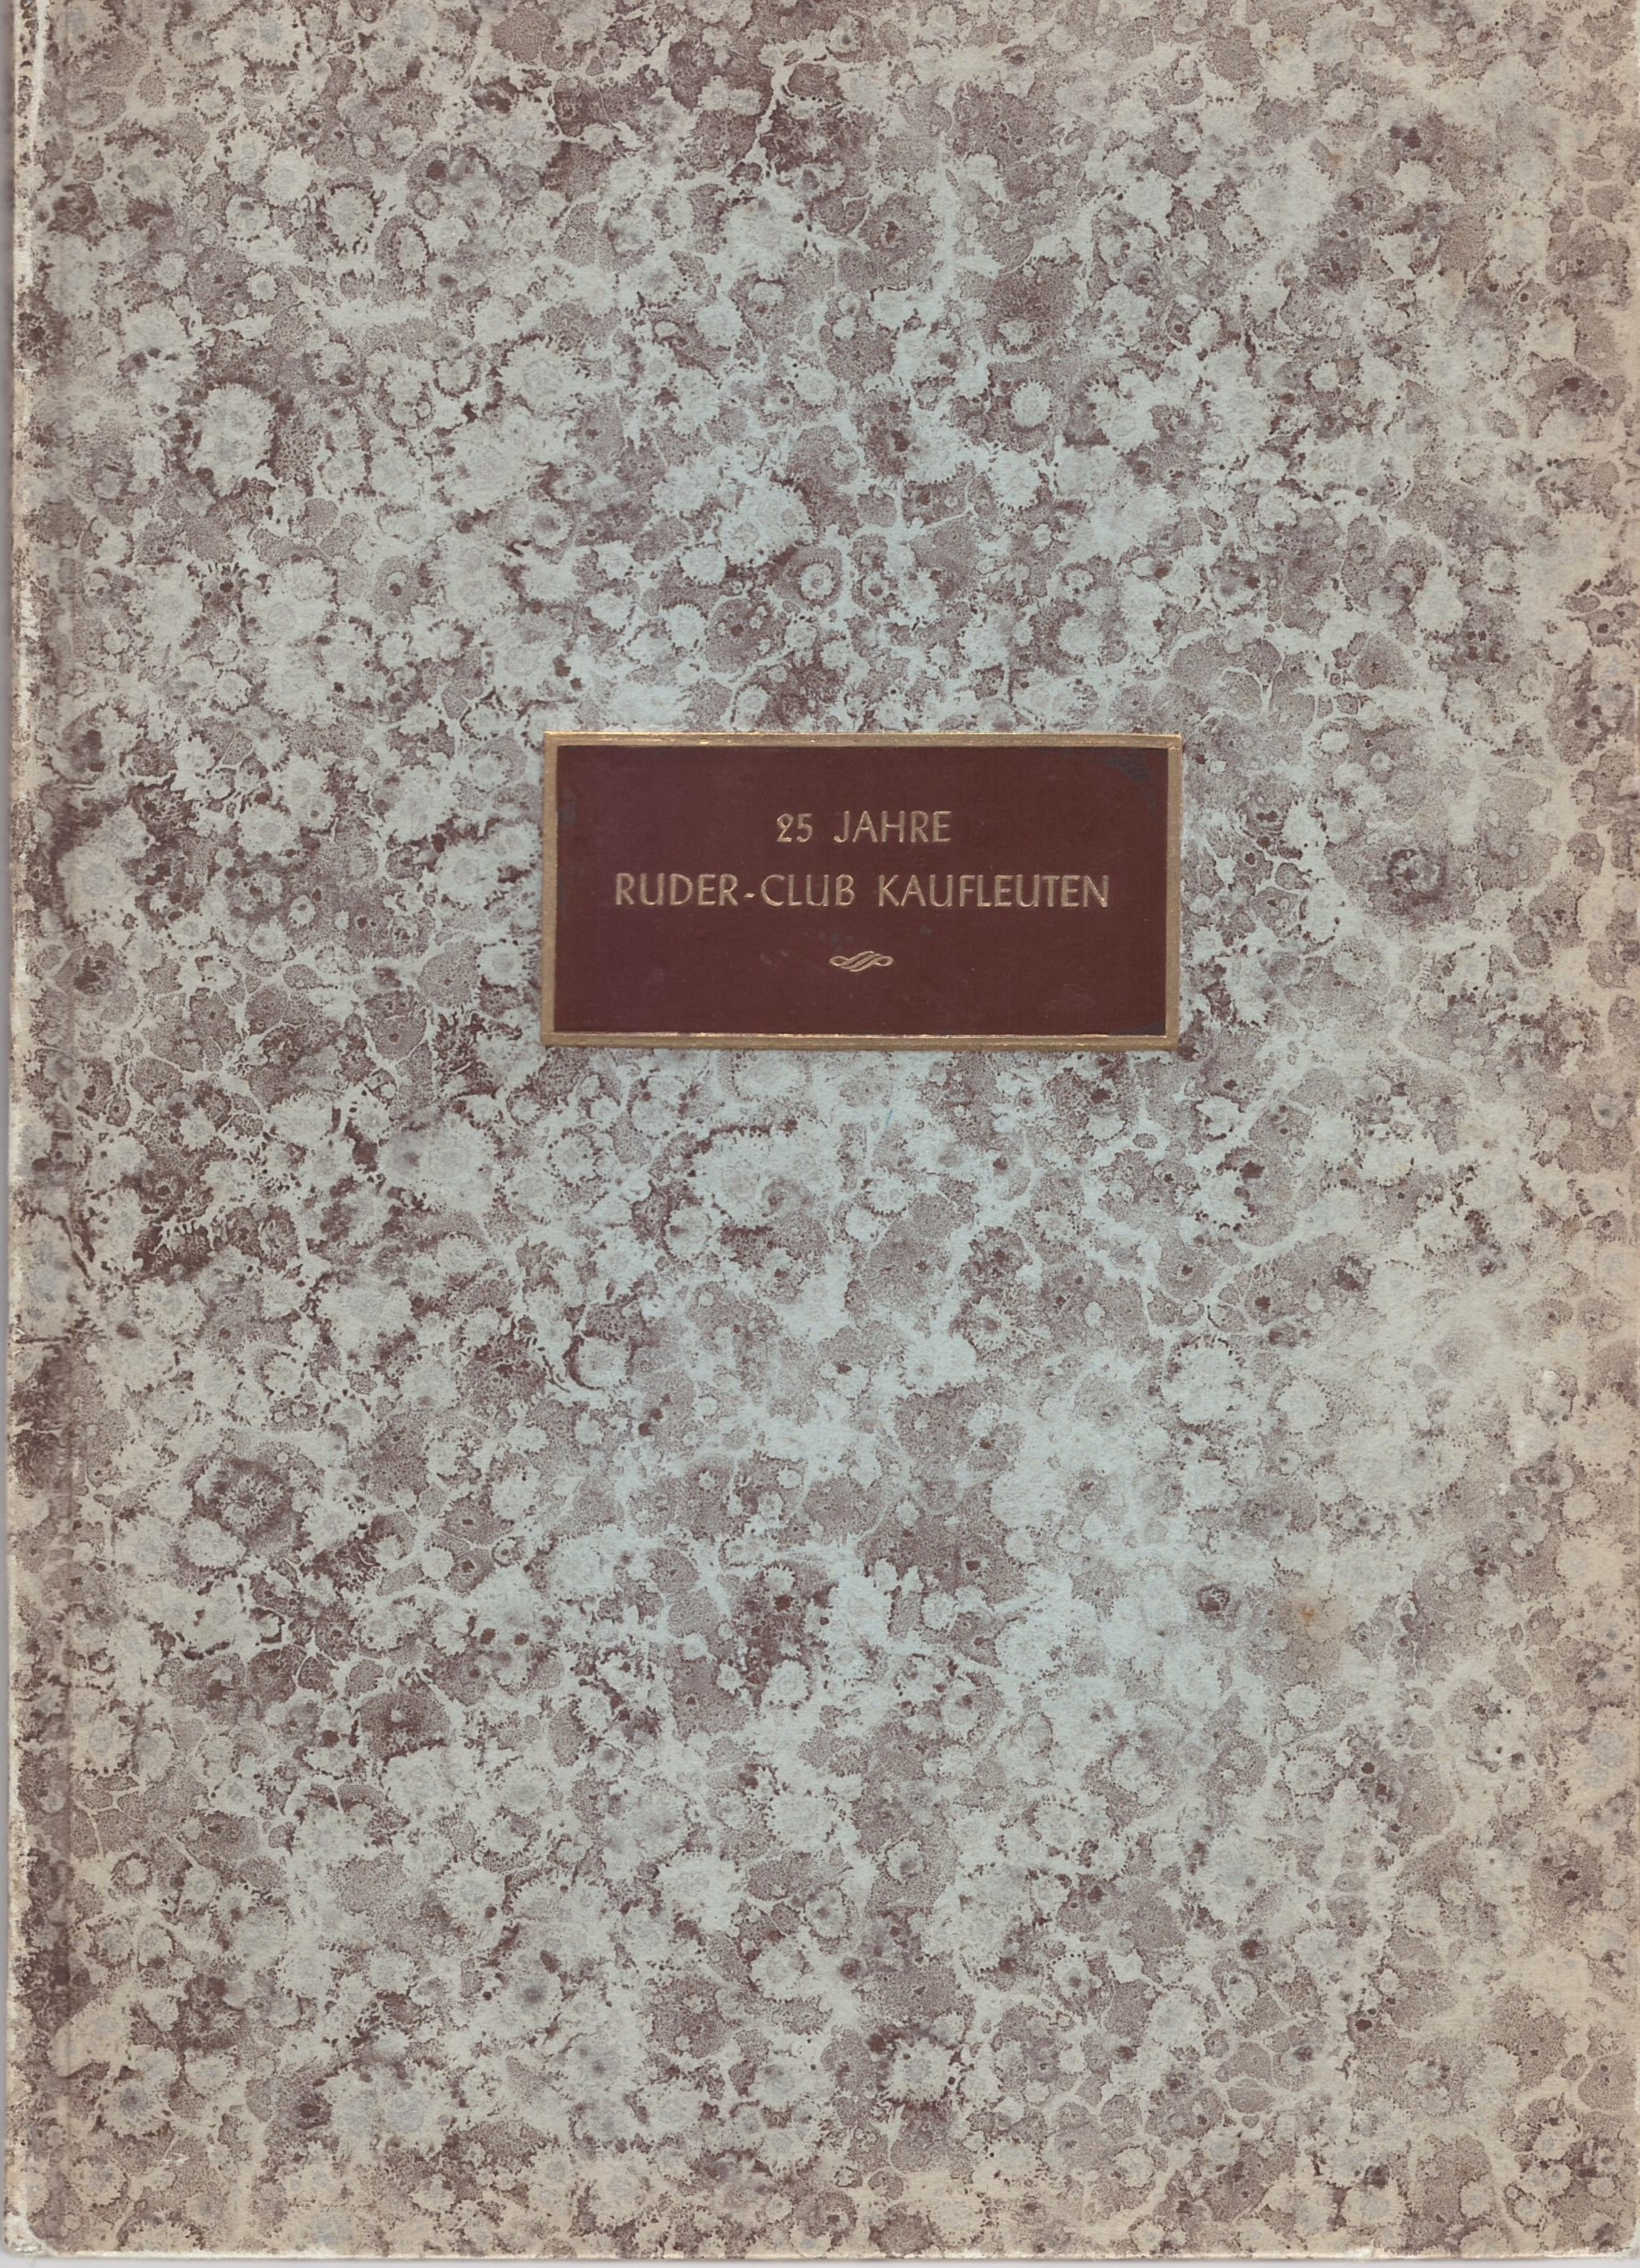 25 JAHRE
RUDER-CLUB KAUFLEUTEN